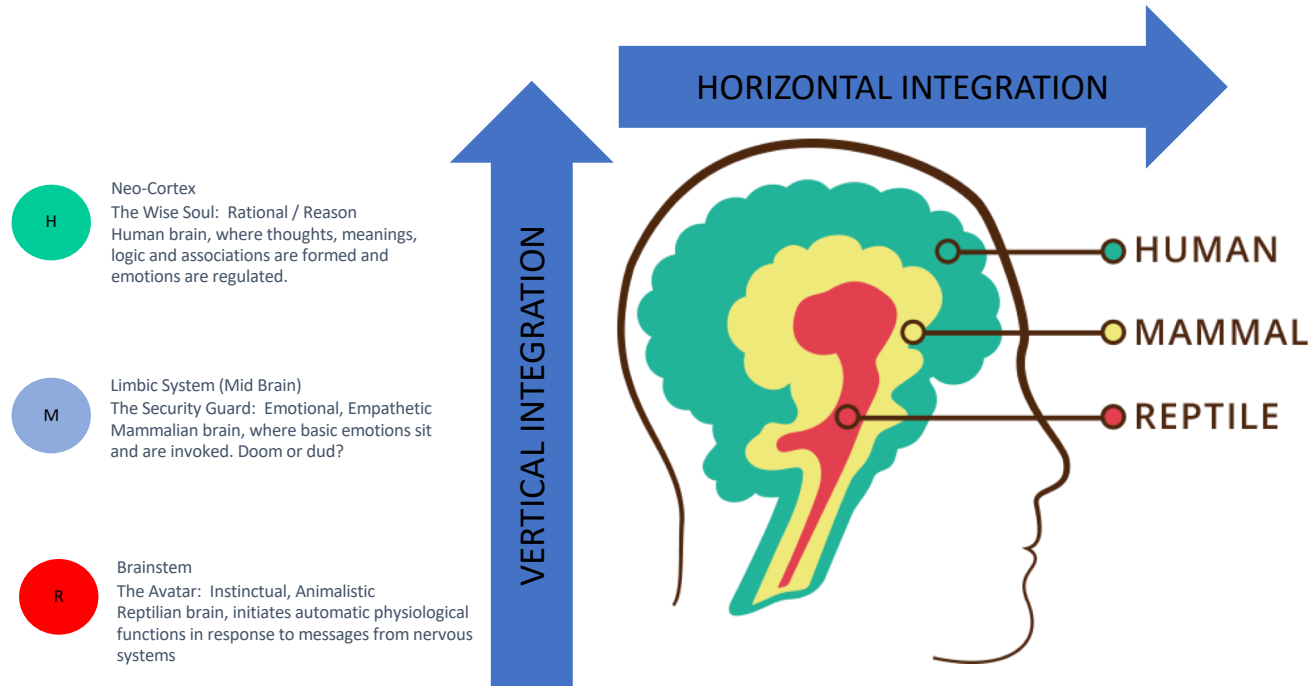 HORIZONTAL INTEGRATION
VERTICAL INTEGRATION
H
Neo-Cortex
The Wise Soul: Rational / Reason
Human brain, where thoughts, meanings,
logic and associations are formed and
emotions are regulated.
M
Limbic System (Mid Brain)
The Security Guard: Emotional, Empathetic
Mammalian brain, where basic emotions sit
and are invoked. Doom or dud?
R
Brainstem
The Avatar: Instinctual, Animalistic
Reptilian brain, initiates automatic physiological
functions in response to messages from nervous
systems
HUMAN
MAMMAL
REPTILE